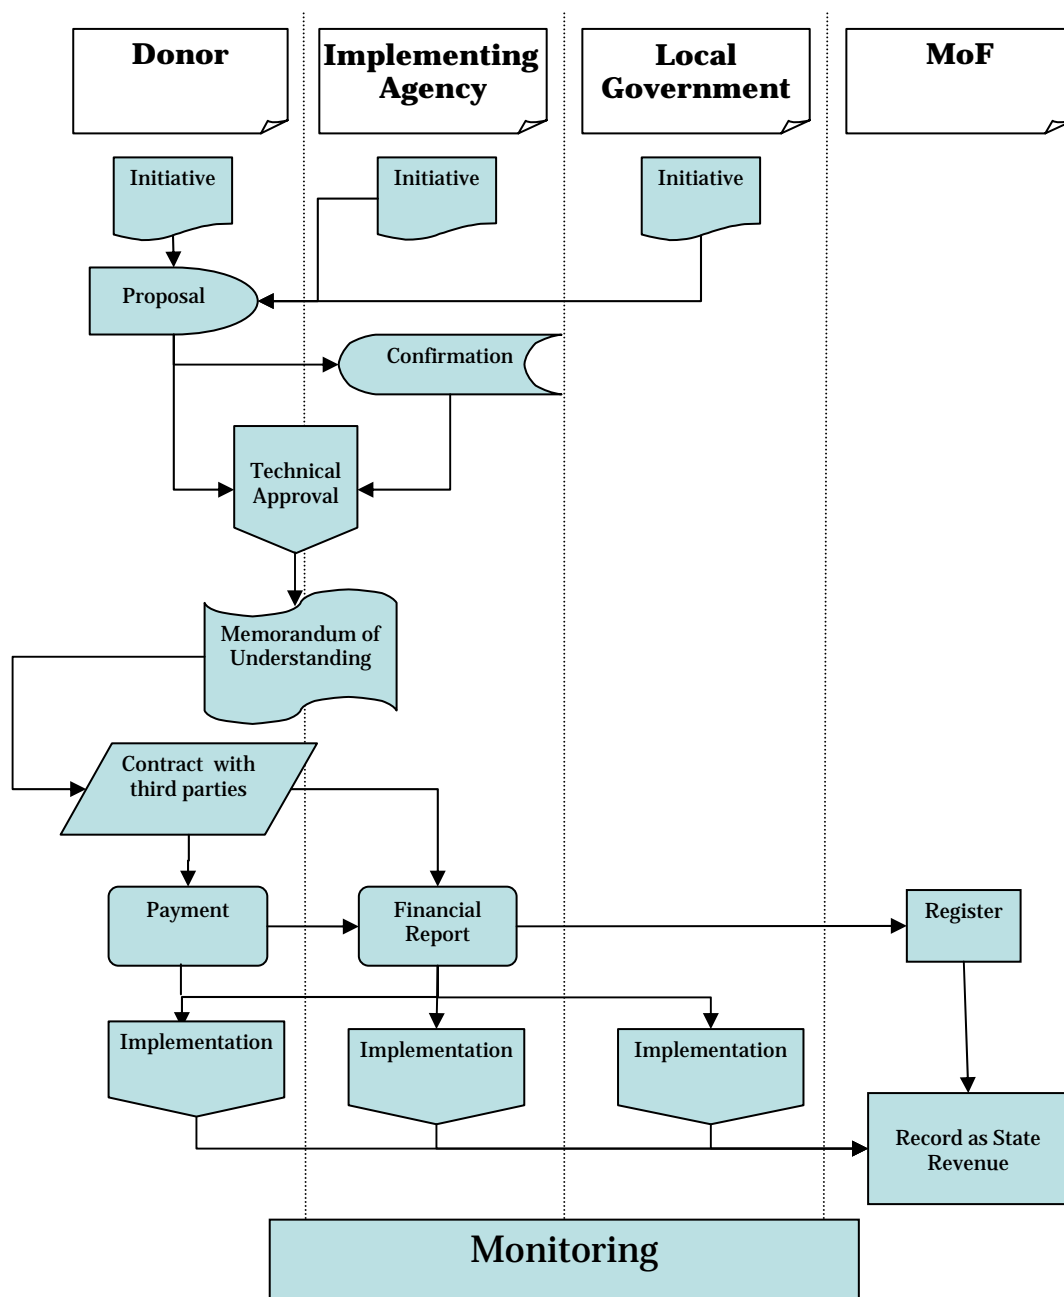 Donor
Implementing
Agency
Local
Government
MoF
Initiative
Initiative
Initiative
Proposal
Confirmation
Technical
Approval
Memorandum of
Understanding
Contract with
third parties
Payment
Financial
Report
Register
Implementation
Implementation
Implementation
Record as State
Revenue
Monitoring